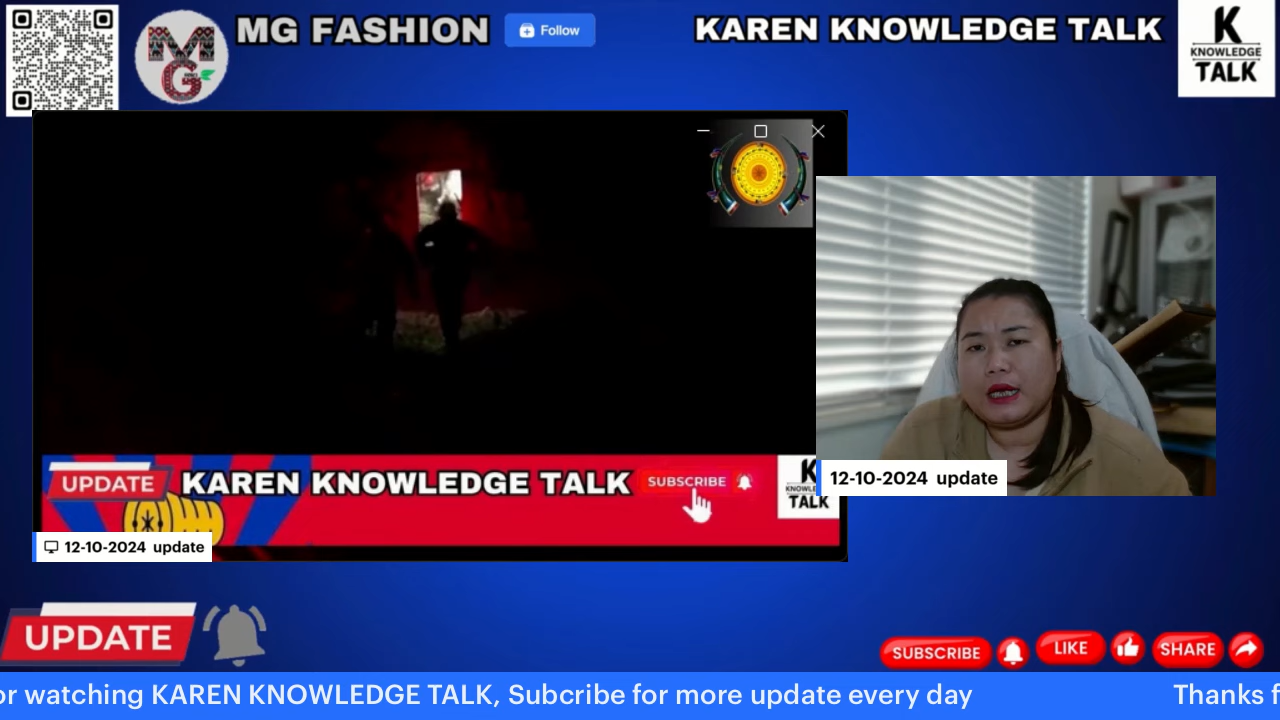 MG FASHION
Follow
KAREN KNOWLEDGE TALK
K
KNOWLEDGE
TALK
MG
UPDATE
KAREN KNOWLEDGE TALK
SUBSCRIBE
K
TALK
12-10-2024 update
12-10-2024 update
UPDATE
SUBSCRIBE
LIKE
SHARE
or watching KAREN KNOWLEDGE TALK, Subcribe for more update every day
Thanks f